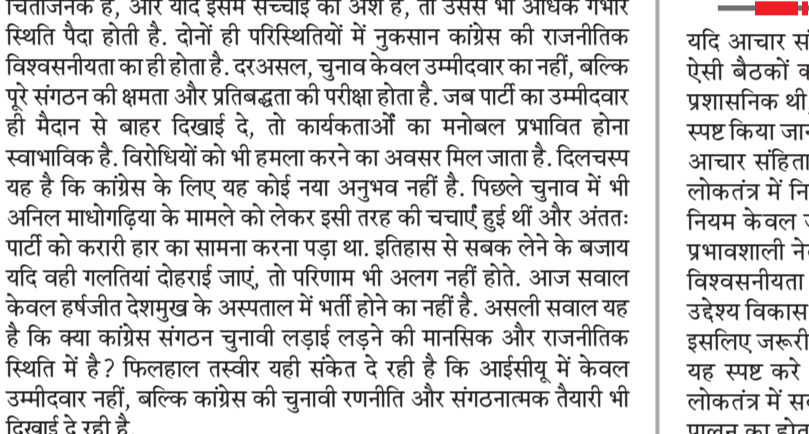 चिंताजनक है, और यदि इसमें सच्चाई का अंश है, तो उससे भी अधिक गंभीर
स्थिति पैदा होती है. दोनों ही परिस्थितियों में नुकसान कांग्रेस की राजनीतिक
विश्वसनीयता का ही होता है. दरअसल, चुनाव केवल उम्मीदवार का नहीं, बल्कि
पूरे संगठन की क्षमता और प्रतिबद्धता की परीक्षा होता है. जब पार्टी का उम्मीदवार
ही मैदान से बाहर दिखाई दे, तो कार्यकर्ताओं का मनोबल प्रभावित होना
स्वाभाविक है. विरोधियों को भी हमला करने का अवसर मिल जाता है. दिलचस्प
यह है कि कांग्रेस के लिए यह कोई नया अनुभव नहीं है. पिछले चुनाव में भी
अनिल माधोगढ़िया के मामले को लेकर इसी तरह की चर्चाएं हुई थीं और अंततः
पार्टी को करारी हार का सामना करना पड़ा था. इतिहास से सबक लेने के बजाय
यदि वही गलतियां दोहराई जाएं, तो परिणाम भी अलग नहीं होते. आज सवाल
केवल हर्षजीत देशमुख के अस्पताल में भर्ती होने का नहीं है. असली सवाल यह
है कि क्या कांग्रेस संगठन चुनावी लड़ाई लड़ने की मानसिक और राजनीतिक
स्थिति में है? फिलहाल तस्वीर यही संकेत दे रही है कि आईसीयू में केवल
उम्मीदवार नहीं, बल्कि कांग्रेस की चुनावी रणनीति और संगठनात्मक तैयारी भी
दिखाई दे रही है.
यदि आचार
ऐसी बैठकों
प्रशासनिक थी
स्पष्ट किया
आचार संहिता
लोकतंत्र में
नियम केवल
प्रभावशाली
विश्वसनीयता
उद्देश्य विकास
इसलिए जरूरी
यह स्पष्ट करे
लोकतंत्र में
पालन का